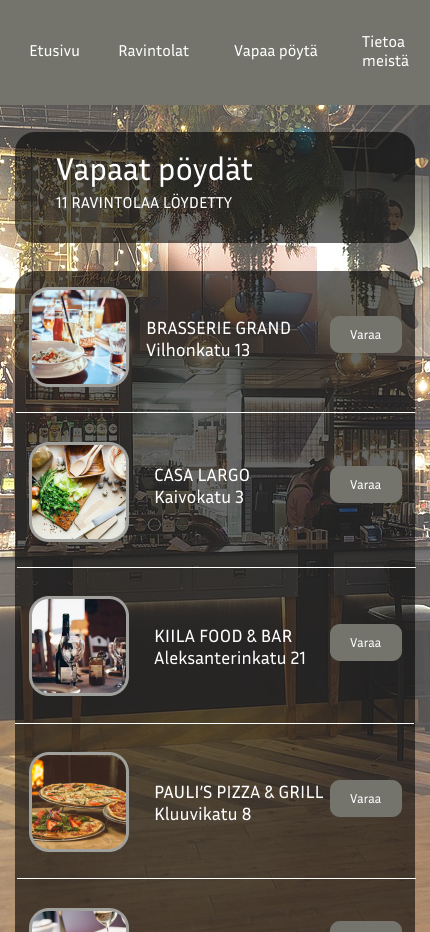 Etusivu
Ravintolat
Vapaa pöytä
Tietoa
meistä
Vapaat pöydät
11 RAVINTOLAA LÖYDETTY
BRASSERIE GRAND
Vilhonkatu 13
Varaa
CASA LARGO
Kaivokatu 3
Varaa
KIILA FOOD & BAR
Aleksanterinkatu 21
Varaa
PAULI'S PIZZA & GRILL
Kluuvikatu 8
Varaa